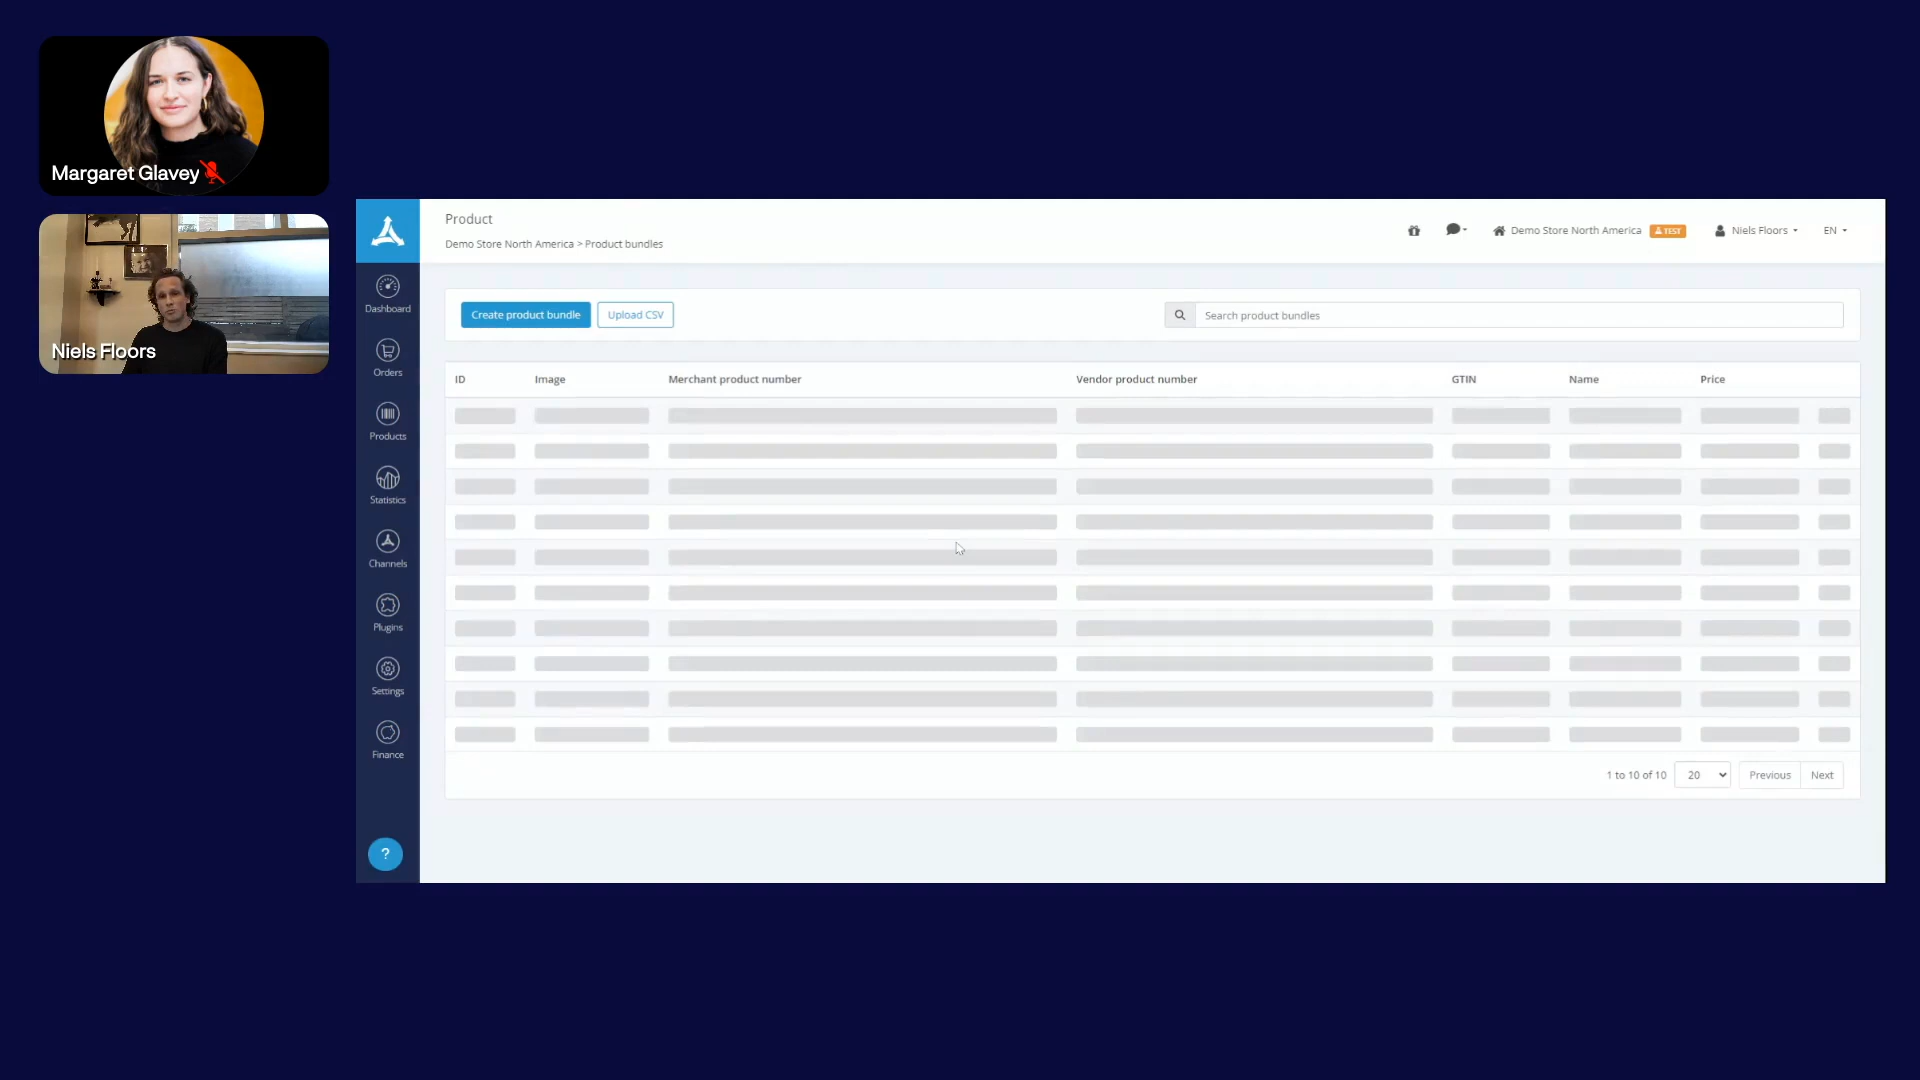 Margaret Glavey
Niels Floors
Product
Demo Store North America > Product bundles
Demo Store North America
TEST
Niels Floors
EN
Dashboard
Orders
Products
Statistics
Channels
Plugins
Settings
Finance
?
Create product bundle
Upload CSV
Search product bundles
ID Image Merchant product number Vendor product number GTIN Name Price
1 to 10 of 10 20 Previous Next